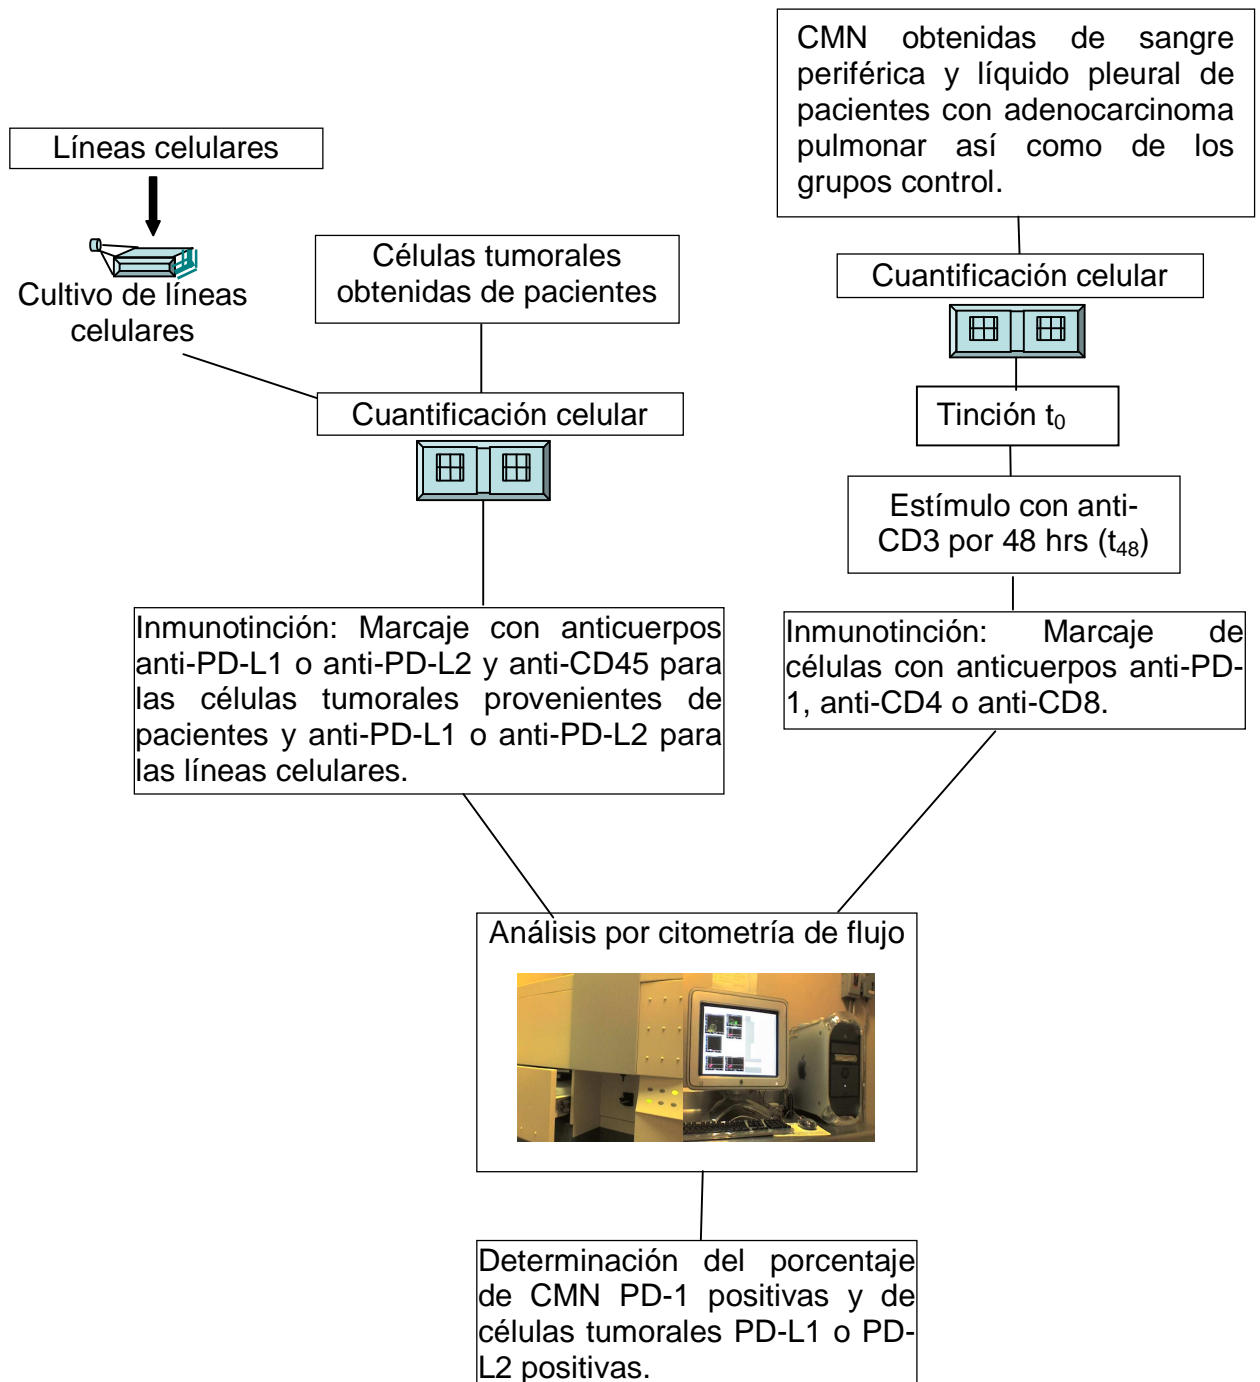 Líneas celulares
Cultivo de líneas
celulares
Células tumorales
obtenidas de pacientes
Cuantificación celular
Inmunotinción: Marcaje con anticuerpos
anti-PD-L1 o anti-PD-L2 y anti-CD45 para
las células tumorales provenientes de
pacientes y anti-PD-L1 o anti-PD-L2 para
las líneas celulares.
CMN obtenidas de sangre
periférica y líquido pleural de
pacientes con adenocarcinoma
pulmonar así como de los
grupos control.
Cuantificación celular
Tinción t₀
Estímulo con anti-
CD3 por 48 hrs (t₄₈)
Inmunotinción: Marcaje de
células con anticuerpos anti-PD-
1, anti-CD4 o anti-CD8.
Análisis por citometría de flujo
Determinación del porcentaje
de CMN PD-1 positivas y de
células tumorales PD-L1 o PD-
L2 positivas.